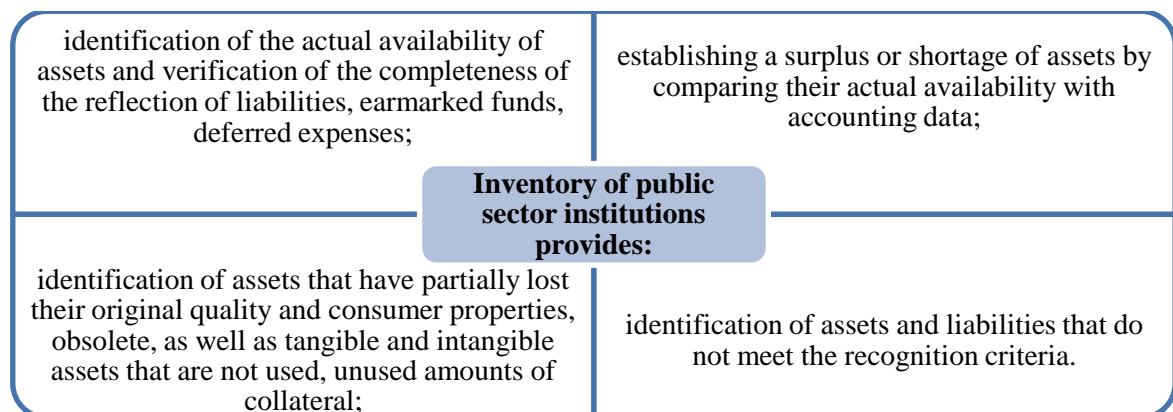 identification of the actual availability of
assets and verification of the completeness of
the reflection of liabilities, earmarked funds,
deferred expenses;
establishing a surplus or shortage of assets by
comparing their actual availability with
accounting data;
Inventory of public
sector institutions
provides:
identification of assets that have partially lost
their original quality and consumer properties,
obsolete, as well as tangible and intangible
assets that are not used, unused amounts of
collateral;
identification of assets and liabilities that do
not meet the recognition criteria.